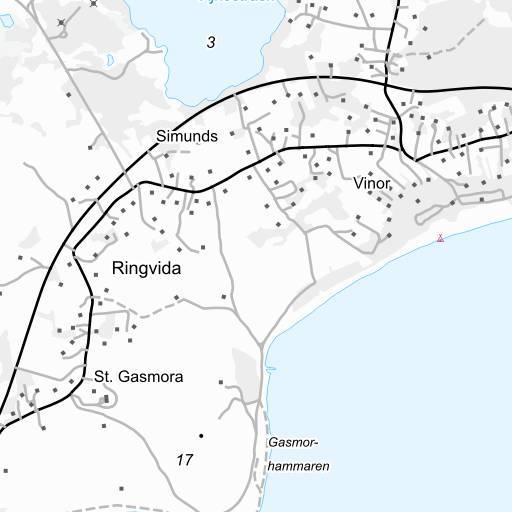 3
Simunds
Vinor
Ringvida
St. Gasmora
Gasmor-
hammaren
17